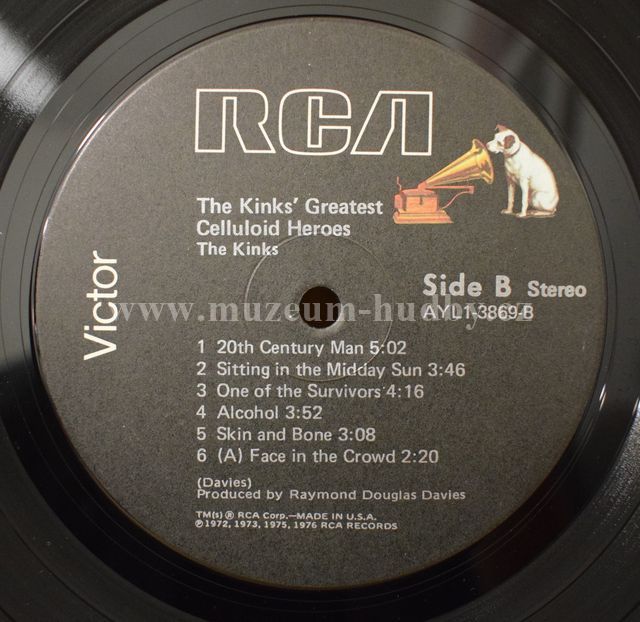 RCA
The Kinks' Greatest
Celluloid Heroes
The Kinks
Victor
Side B Stereo
AYL1-3869-B
www.muzeum-hudby.cz
1 20th Century Man 5:02
2 Sitting in the Midday Sun 3:46
3 One of the Survivors 4:16
4 Alcohol 3:52
5 Skin and Bone 3:08
6 (A) Face in the Crowd 2:20
(Davies)
Produced by Raymond Douglas Davies
TM(s) ® RCA Corp.—MADE IN U.S.A.
℗ 1972, 1973, 1975, 1976 RCA RECORDS